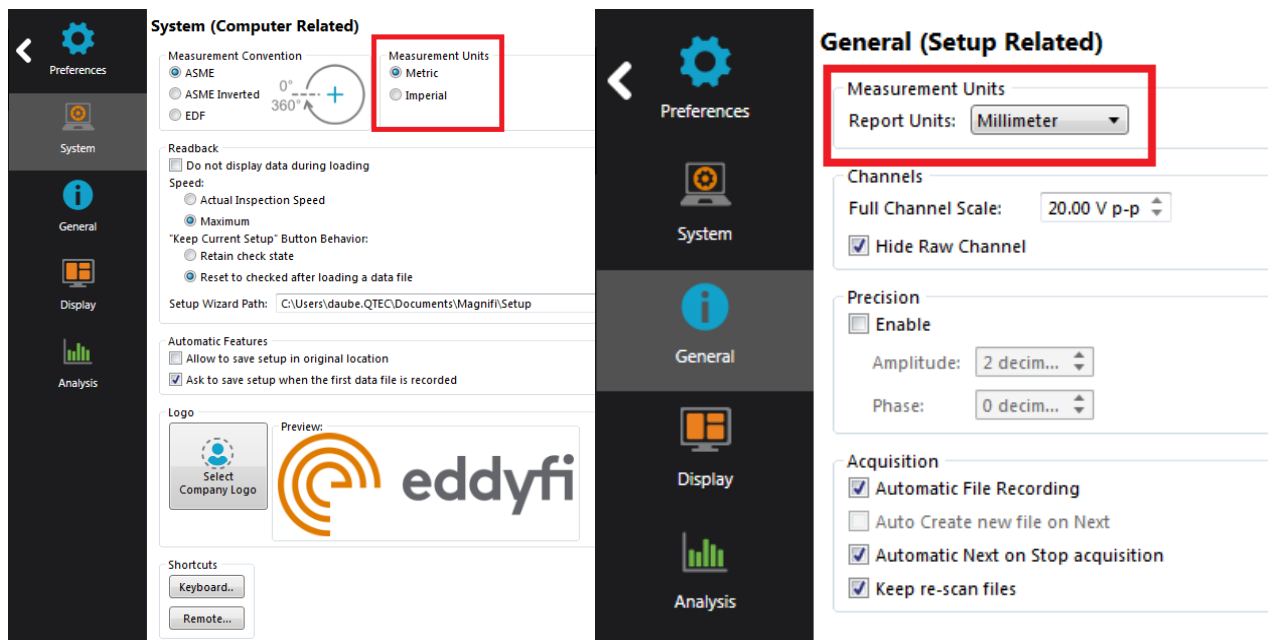 Preferences
System
General
Display
Analysis
System (Computer Related)
Measurement Convention
ASME
ASME Inverted
EDF
0°
360°
Measurement Units
Metric
Imperial
Readback
Do not display data during loading
Speed:
Actual Inspection Speed
Maximum
"Keep Current Setup" Button Behavior:
Retain check state
Reset to checked after loading a data file
Setup Wizard Path: C:\Users\daube.QTEC\Documents\Magnifi\Setup
Automatic Features
Allow to save setup in original location
Ask to save setup when the first data file is recorded
Logo
Select
Company Logo
Preview:
eddyfi
Shortcuts
Keyboard..
Remote...
Preferences
System
General
Display
Analysis
General (Setup Related)
Measurement Units
Report Units: Millimeter
Channels
Full Channel Scale: 20.00 V p-p
Hide Raw Channel
Precision
Enable
Amplitude: 2 decim...
Phase: 0 decim...
Acquisition
Automatic File Recording
Auto Create new file on Next
Automatic Next on Stop acquisition
Keep re-scan files